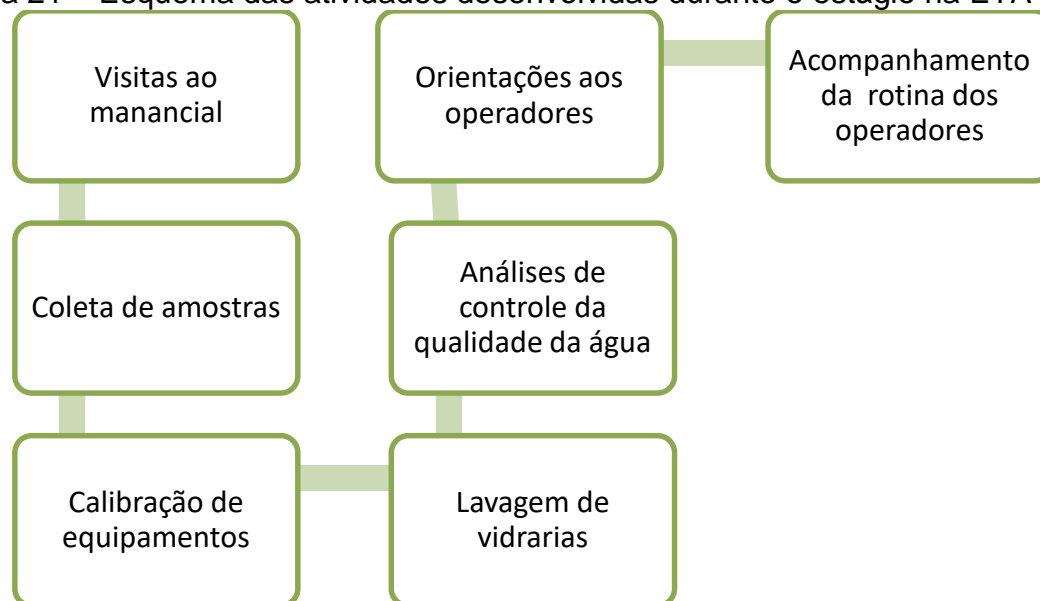 a 21 – Esquema das atividades desenvolvidas durante o estágio na ETA
Visitas ao
manancial
Coleta de amostras
Calibração de
equipamentos
Lavagem de
vidrarias
Análises de
controle da
qualidade da água
Orientações aos
operadores
Acompanhamento
da rotina dos
operadores